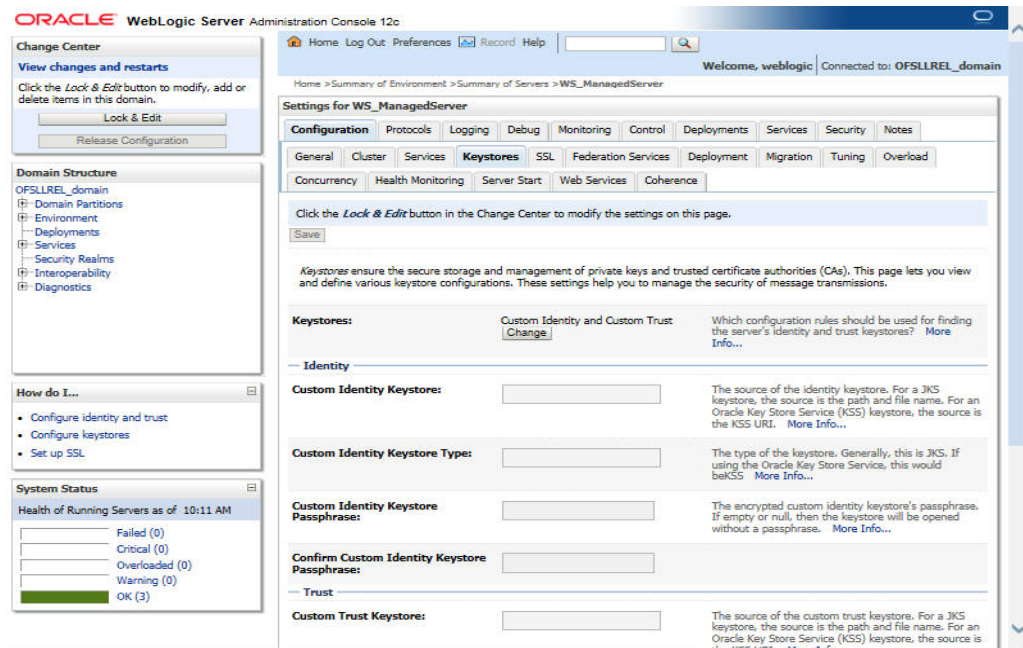 ORACLE WebLogic Server Administration Console 12c
Change Center
View changes and restarts
Click the Lock & Edit button to modify, add or
delete items in this domain.
Lock & Edit
Release Configuration
Domain Structure
OFSLLREL_domain
Domain Partitions
Environment
Deployments
Services
Security Realms
Interoperability
Diagnostics
How do I...
Configure identity and trust
Configure keystores
Set up SSL
System Status
Health of Running Servers as of 10:11 AM
Failed (0)
Critical (0)
Overloaded (0)
Warning (0)
OK (3)
Home Log Out Preferences Record Help
Welcome, weblogic Connected to: OFSLLREL_domain
Home >Summary of Environment >Summary of Servers >WS_ManagedServer
Settings for WS_ManagedServer
Configuration Protocols Logging Debug Monitoring Control Deployments Services Security Notes
General Cluster Services Keystores SSL Federation Services Deployment Migration Tuning Overload
Concurrency Health Monitoring Server Start Web Services Coherence
Click the Lock & Edit button in the Change Center to modify the settings on this page.
Save
Keystores ensure the secure storage and management of private keys and trusted certificate authorities (CAs). This page lets you view
and define various keystore configurations. These settings help you to manage the security of message transmissions.
Keystores:
Custom Identity and Custom Trust
Change
Which configuration rules should be used for finding
the server's identity and trust keystores? More
Info...
Identity
Custom Identity Keystore:
The source of the identity keystore. For a JKS
keystore, the source is the path and file name. For an
Oracle Key Store Service (KSS) keystore, the source is
the KSS URI. More Info...
Custom Identity Keystore Type:
The type of the keystore. Generally, this is JKS. If
using the Oracle Key Store Service, this would
beKSS More Info...
Custom Identity Keystore
Passphrase:
The encrypted custom identity keystore's passphrase.
If empty or null, then the keystore will be opened
without a passphrase. More Info...
Confirm Custom Identity Keystore
Passphrase:
Trust
Custom Trust Keystore:
The source of the custom trust keystore. For a JKS
keystore, the source is the path and file name. For an
Oracle Key Store Service (KSS) keystore, the source is